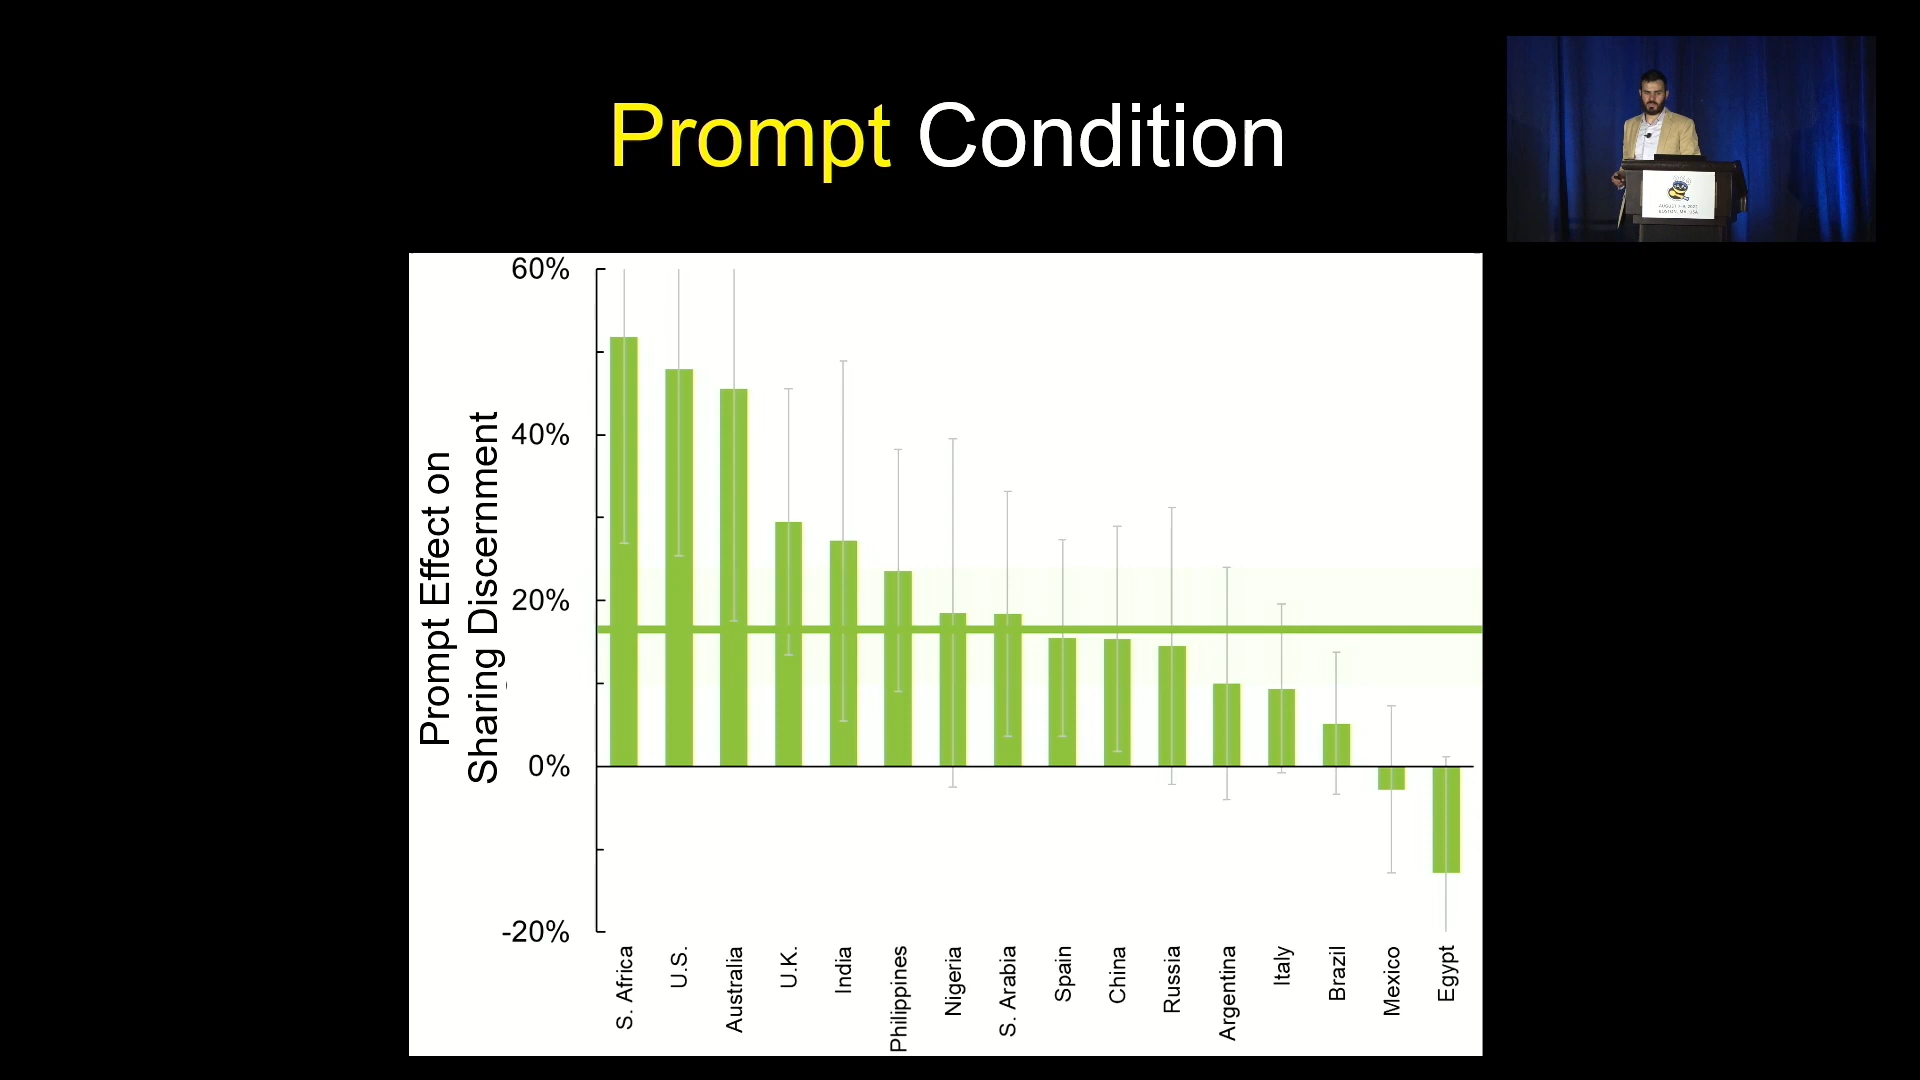 Prompt Condition
Prompt Effect on
Sharing Discernment
60%
40%
20%
0%
-20%
S. Africa
U.S.
Australia
U.K.
India
Philippines
Nigeria
S. Arabia
Spain
China
Russia
Argentina
Italy
Brazil
Mexico
Egypt